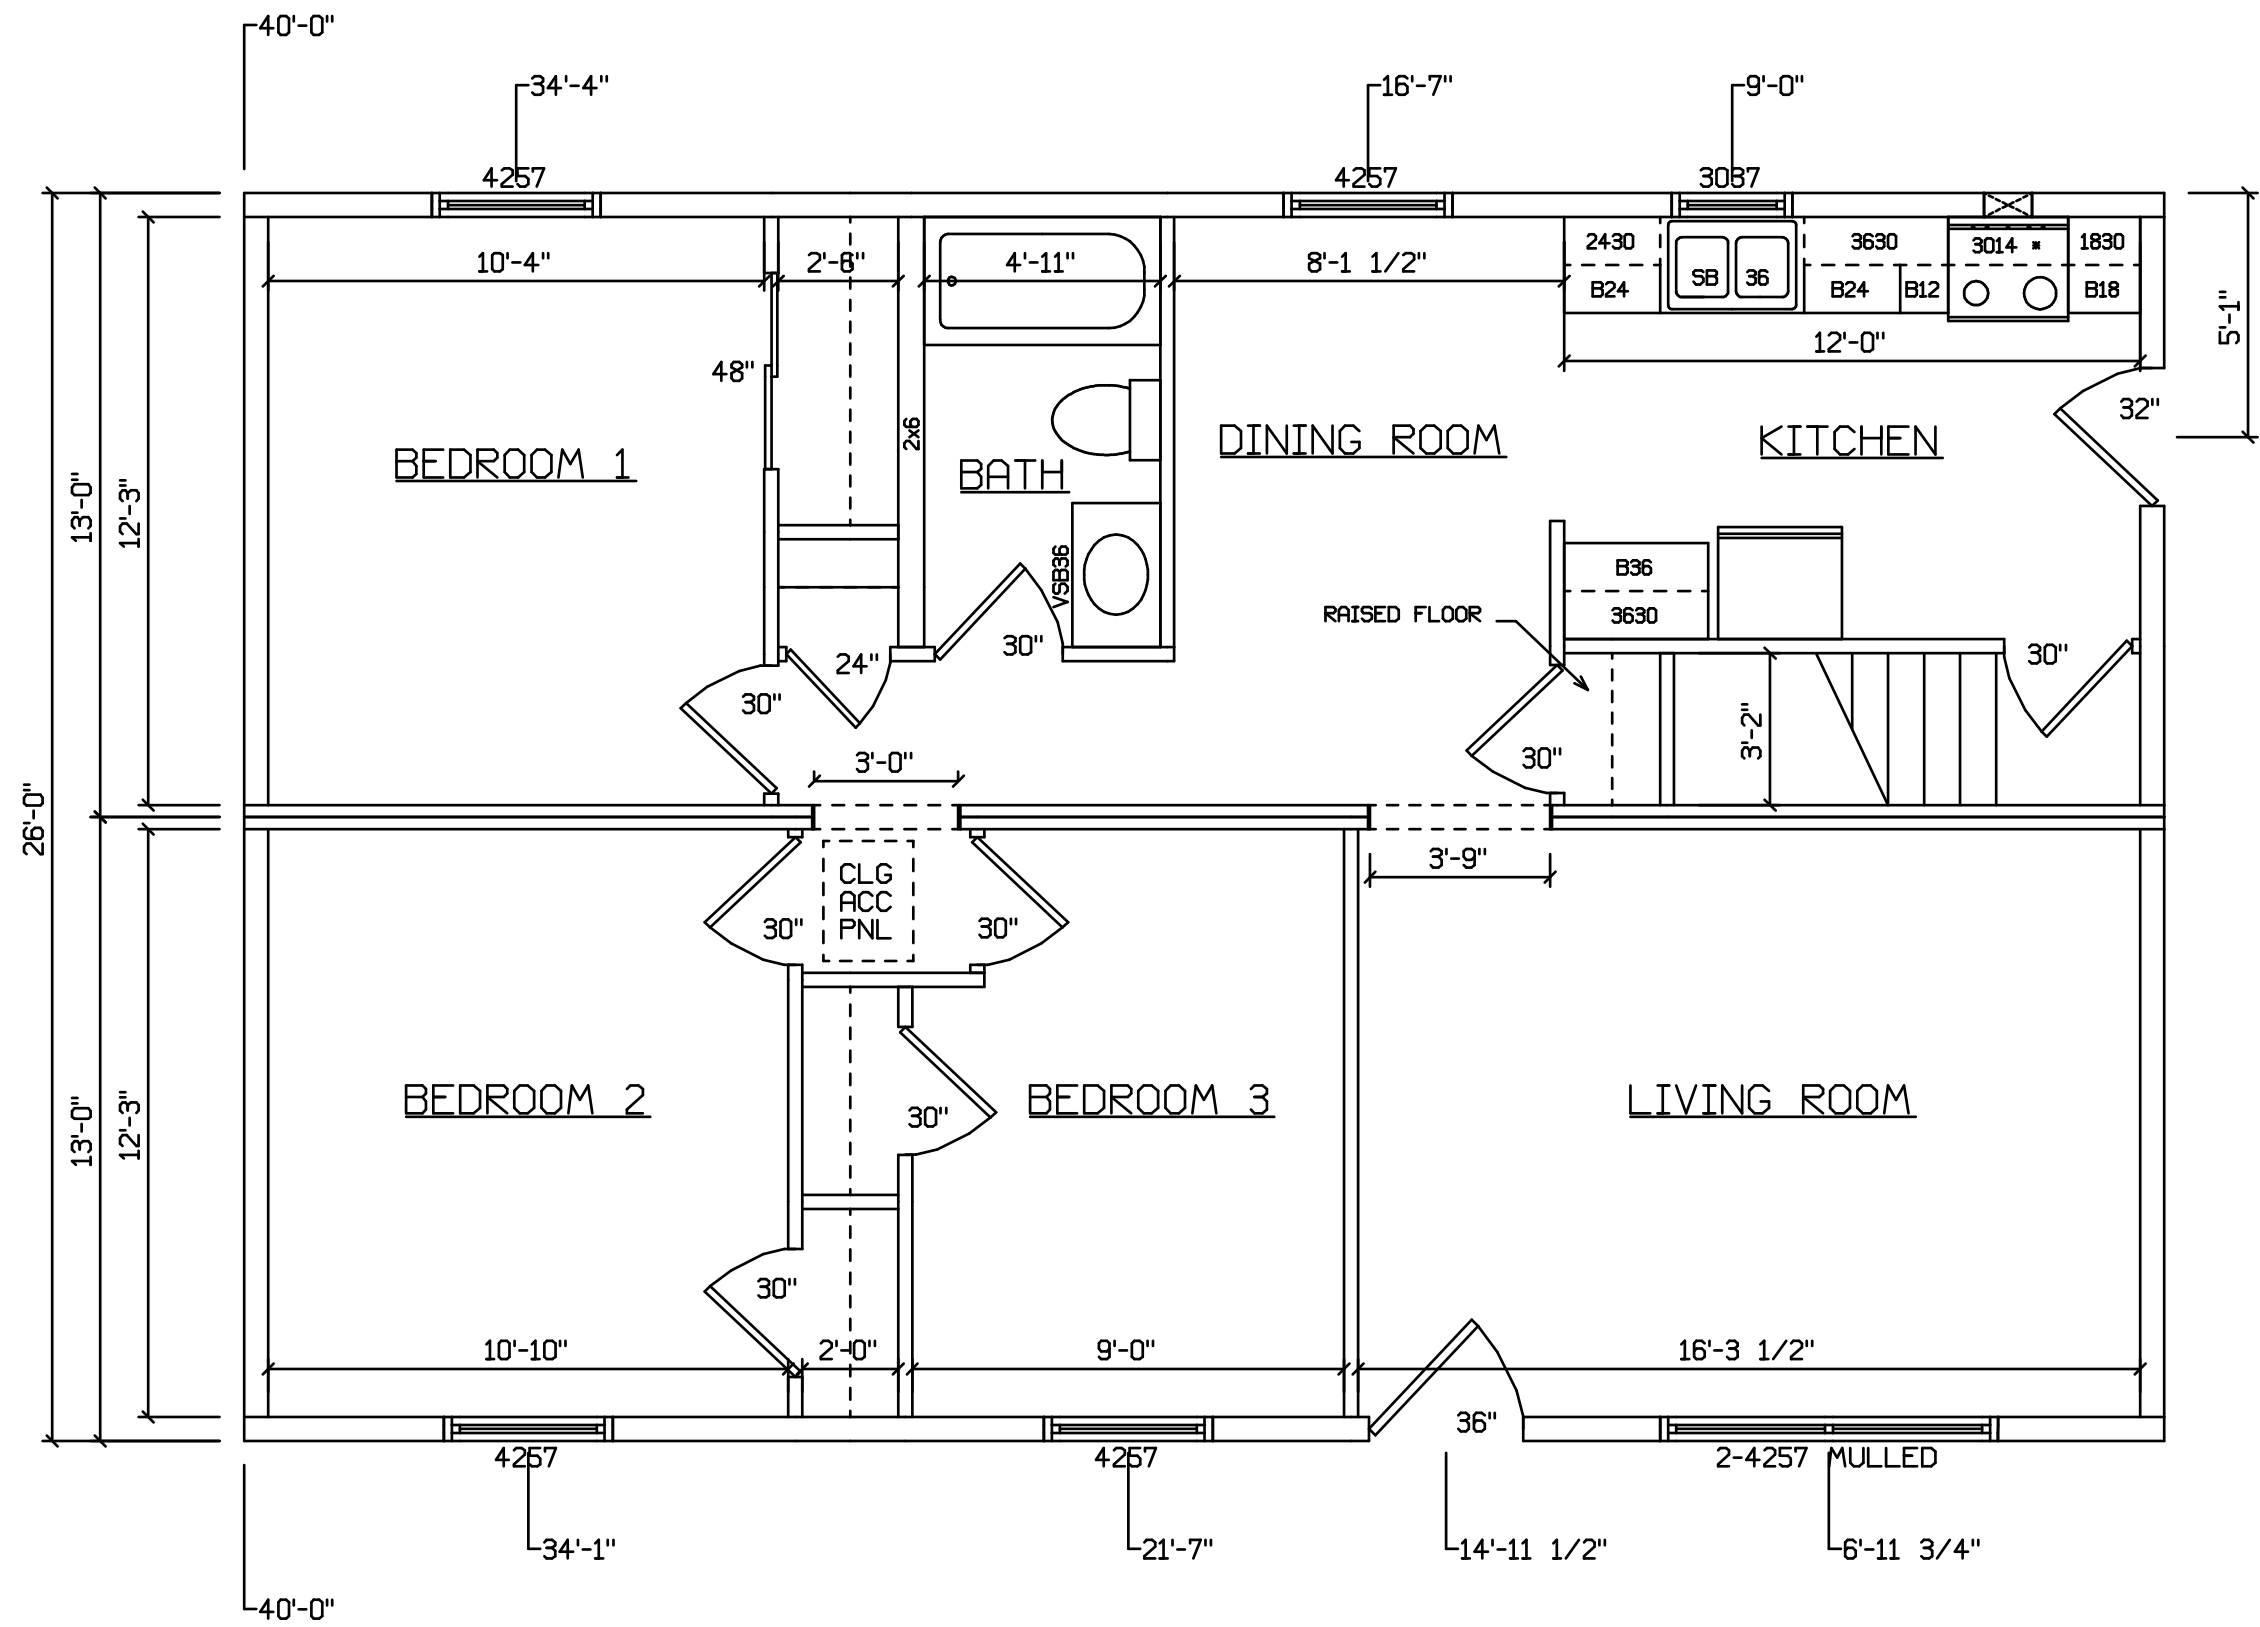 40'-0"
34'-4"
16'-7"
9'-0"
4257
4257
3037
2430
3630
3014 *
1830
10'-4"
2'-6"
4'-11"
8'-1 1/2"
SB
36
B24
B24
B12
B18
5'-1"
12'-0"
48"
32"
2x6
DINING ROOM
KITCHEN
BEDROOM 1
BATH
13'-0"
12'-3"
VSB36
B36
RAISED FLOOR
3630
30"
24"
30"
30"
3'-2"
30"
3'-0"
26'-0"
3'-9"
CLG
ACC
PNL
30"
30"
13'-0"
12'-3"
BEDROOM 2
BEDROOM 3
LIVING ROOM
30"
30"
10'-10"
2'-0"
9'-0"
16'-3 1/2"
36"
4257
4257
2-4257 MULLED
34'-1"
21'-7"
14'-11 1/2"
6'-11 3/4"
40'-0"